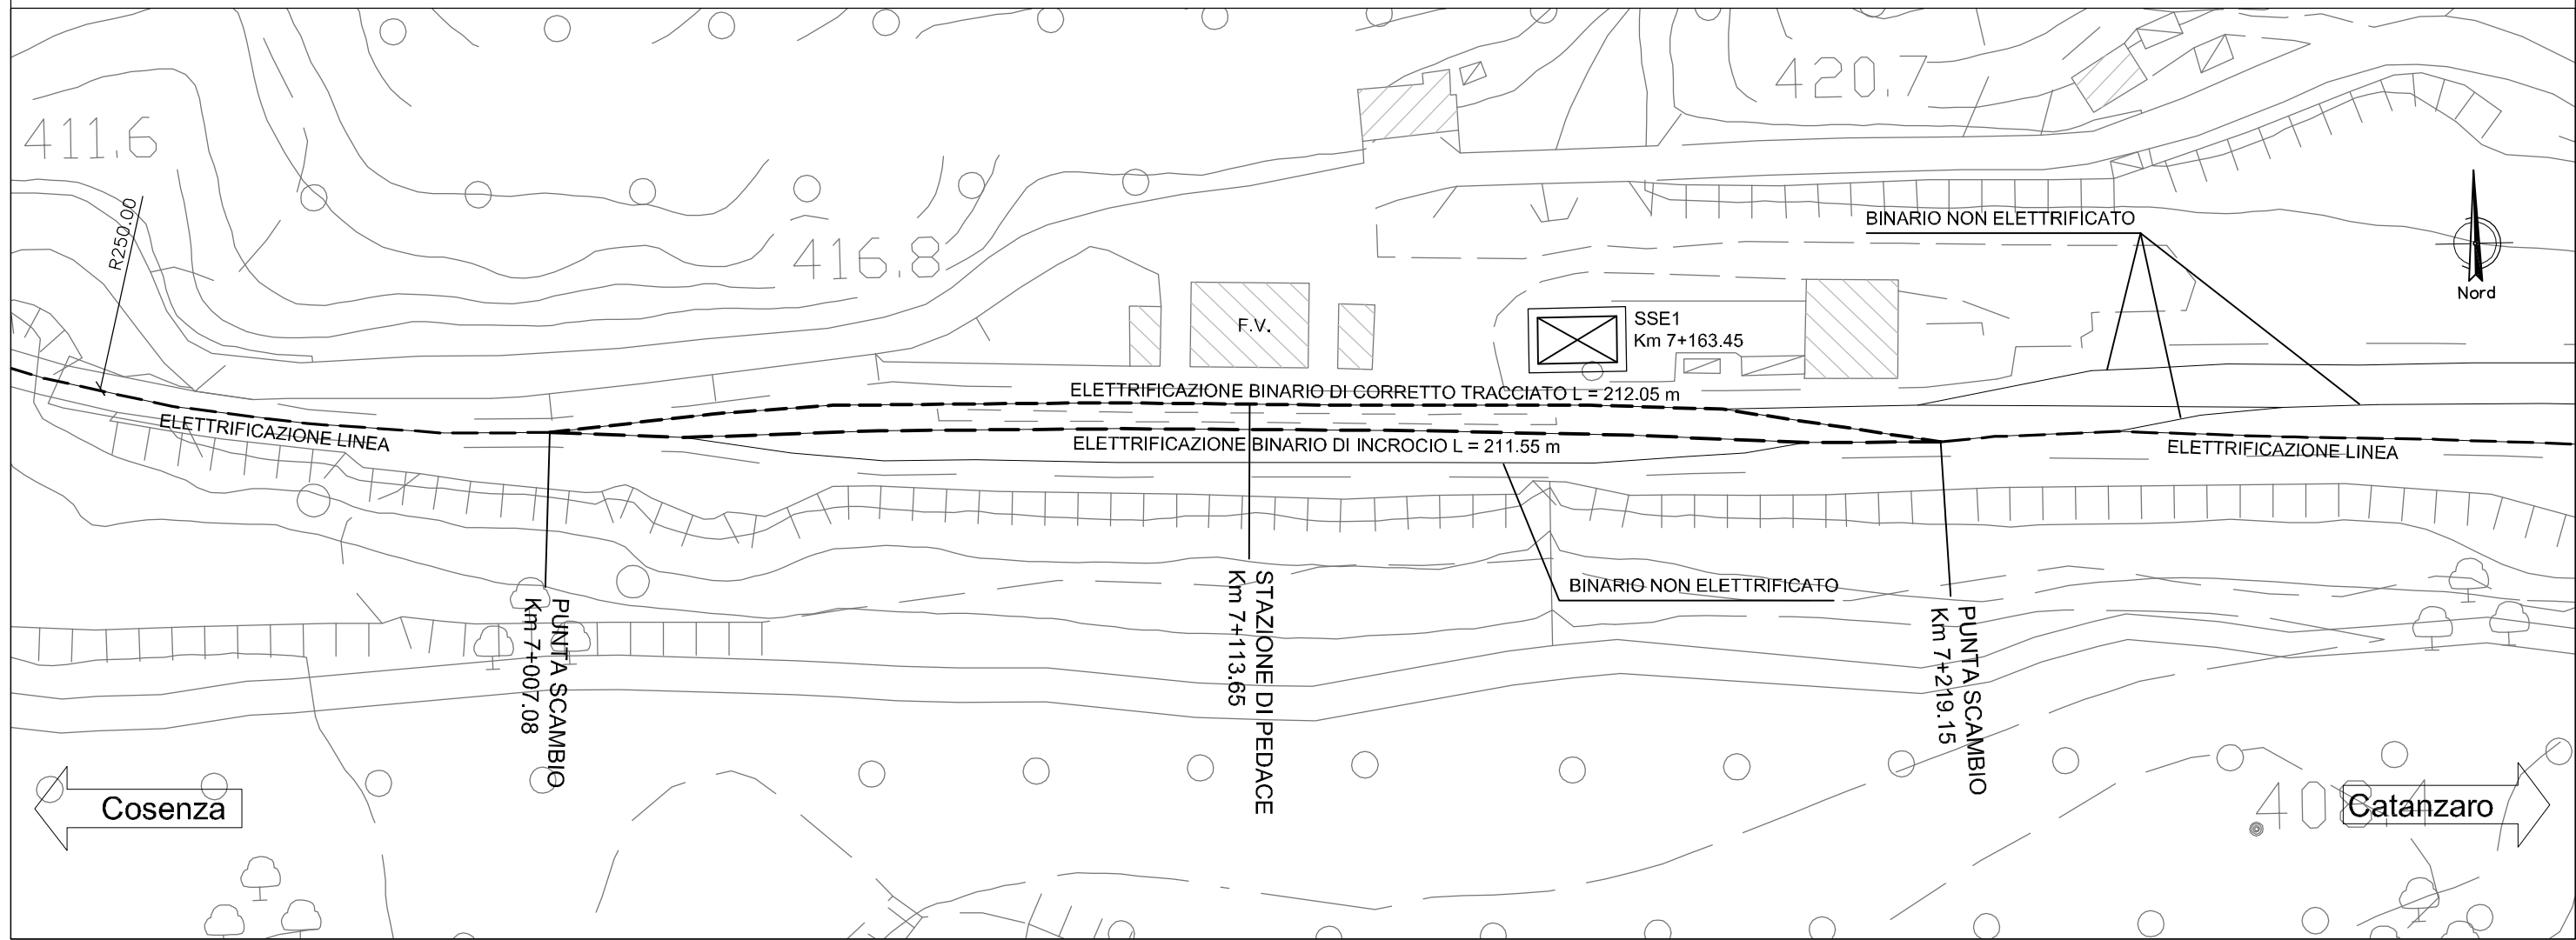 411.6
420.7
R250.00
416.8
BINARIO NON ELETTRIFICATO
Nord
F.V.
SSE1
Km 7+163.45
ELETTRIFICAZIONE BINARIO DI CORRETTO TRACCIATO L = 212.05 m
ELETTRIFICAZIONE LINEA
ELETTRIFICAZIONE BINARIO DI INCROCIO L = 211.55 m
ELETTRIFICAZIONE LINEA
BINARIO NON ELETTRIFICATO
PUNTA SCAMBIO
Km 7+007.08
STAZIONE DI PEDACE
Km 7+113.65
PUNTA SCAMBIO
Km 7+219.15
Cosenza
Catanzaro